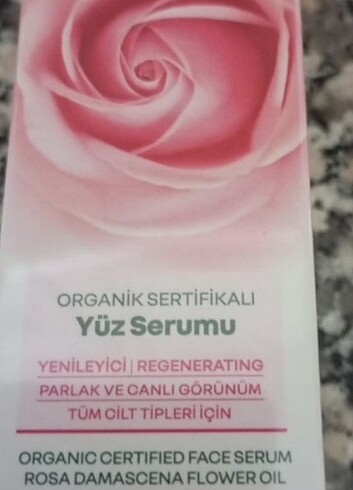 ORGANİK SERTİFİKALI
Yüz Serumu
YENİLEYİCİ | REGENERATING
PARLAK VE CANLI GÖRÜNÜM
TÜM CİLT TİPLERİ İÇİN
ORGANIC CERTIFIED FACE SERUM
ROSA DAMASCENA FLOWER OIL